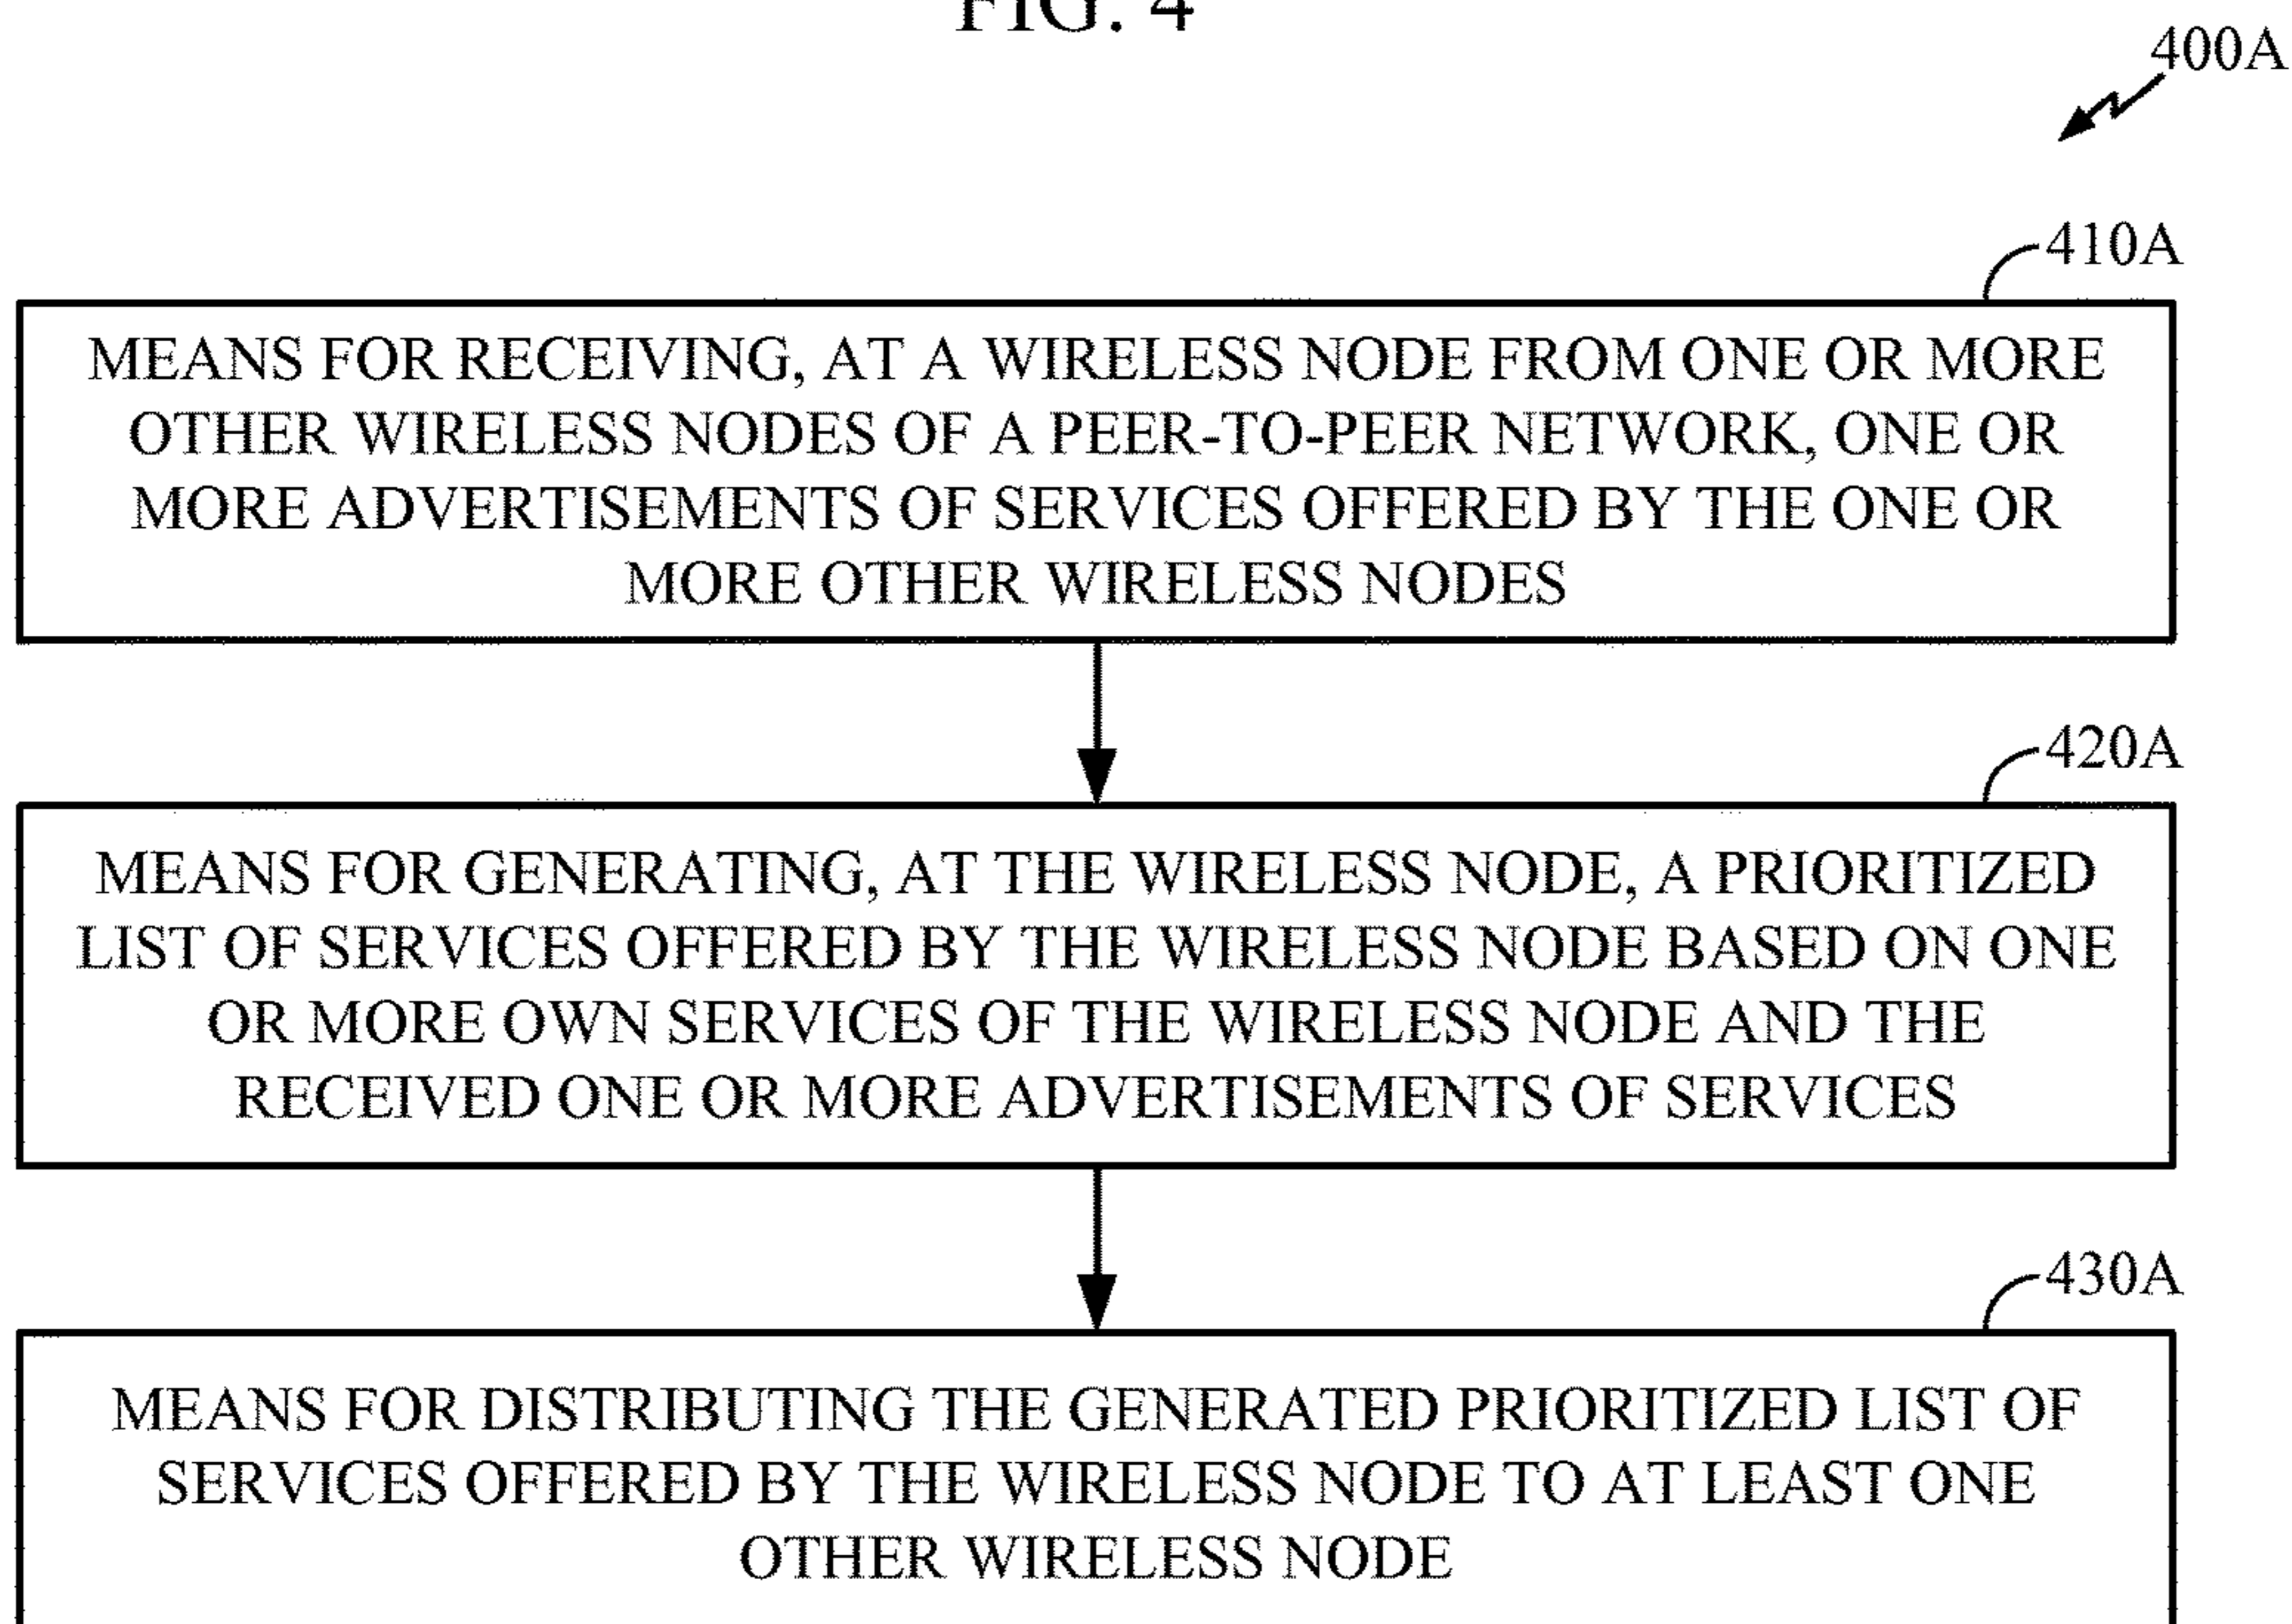 FIG. 4
400A
410A
MEANS FOR RECEIVING, AT A WIRELESS NODE FROM ONE OR MORE
OTHER WIRELESS NODES OF A PEER-TO-PEER NETWORK, ONE OR
MORE ADVERTISEMENTS OF SERVICES OFFERED BY THE ONE OR
MORE OTHER WIRELESS NODES
420A
MEANS FOR GENERATING, AT THE WIRELESS NODE, A PRIORITIZED
LIST OF SERVICES OFFERED BY THE WIRELESS NODE BASED ON ONE
OR MORE OWN SERVICES OF THE WIRELESS NODE AND THE
RECEIVED ONE OR MORE ADVERTISEMENTS OF SERVICES
430A
MEANS FOR DISTRIBUTING THE GENERATED PRIORITIZED LIST OF
SERVICES OFFERED BY THE WIRELESS NODE TO AT LEAST ONE
OTHER WIRELESS NODE